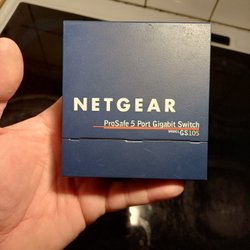 NETGEAR
ProSafe 5 Port Gigabit Switch
GS105